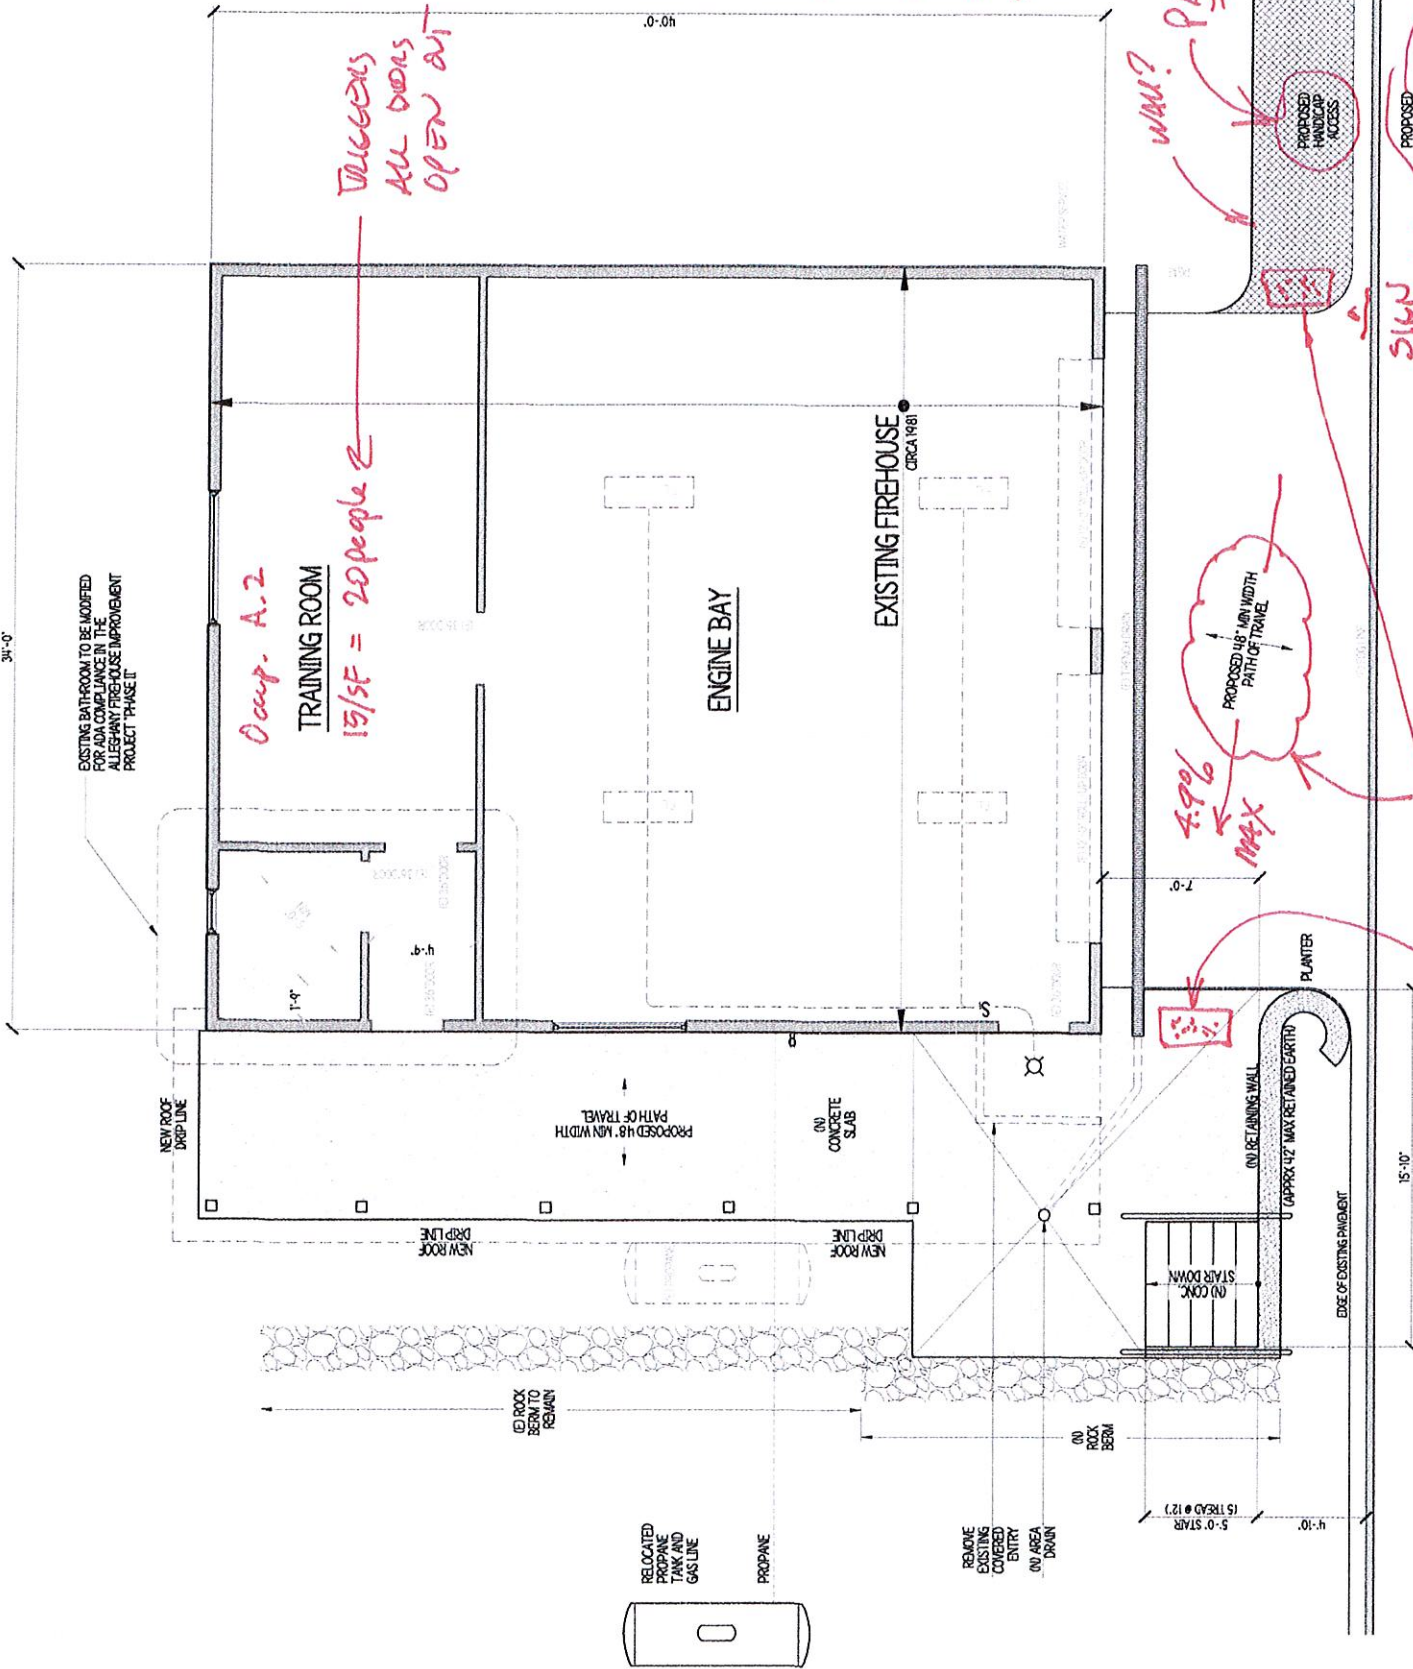 34'-0"
40'-0"
EXISTING BATHROOM TO BE MODIFIED
FOR ADA COMPLIANCE IN THE
ALLEGHANY FIREHOUSE IMPROVEMENT
PROJECT "PHASE II"
TRIGGERS
ALL DOORS
OPEN OUT
Occup. A.2
TRAINING ROOM
15/SF = 20 People
(E) 36" DOOR
4'-9"
ENGINE BAY
EXISTING FIREHOUSE
CIRCA 1981
NEW ROOF
DRIP LINE
PROPOSED 48" MIN WIDTH
PATH OF TRAVEL
(N)
CONCRETE
SLAB
NEW ROOF
DRIP LINE
NEW ROOF
DRIP LINE
(E) ROCK
BERM TO
REMAIN
(N)
ROCK
BERM
RELOCATED
PROPANE
TANK AND
GAS LINE
PROPANE
REMOVE
EXISTING
COVERED
ENTRY
(N) AREA
DRAIN
(N) CONC.
STAIR DOWN
5'-0" STAIR
(5 TREAD @ 12")
4'-10"
15'-10"
7'-0"
(N) RETAINING WALL
(APPRX 42" MAX RETAINED EARTH)
PLANTER
EDGE OF EXISTING PAVEMENT
PROPOSED 48" MIN WIDTH
PATH OF TRAVEL
4.9%
MAX
WALL?
PROPOSED
HANDICAP
ACCESS
SIGN
PROPOSED